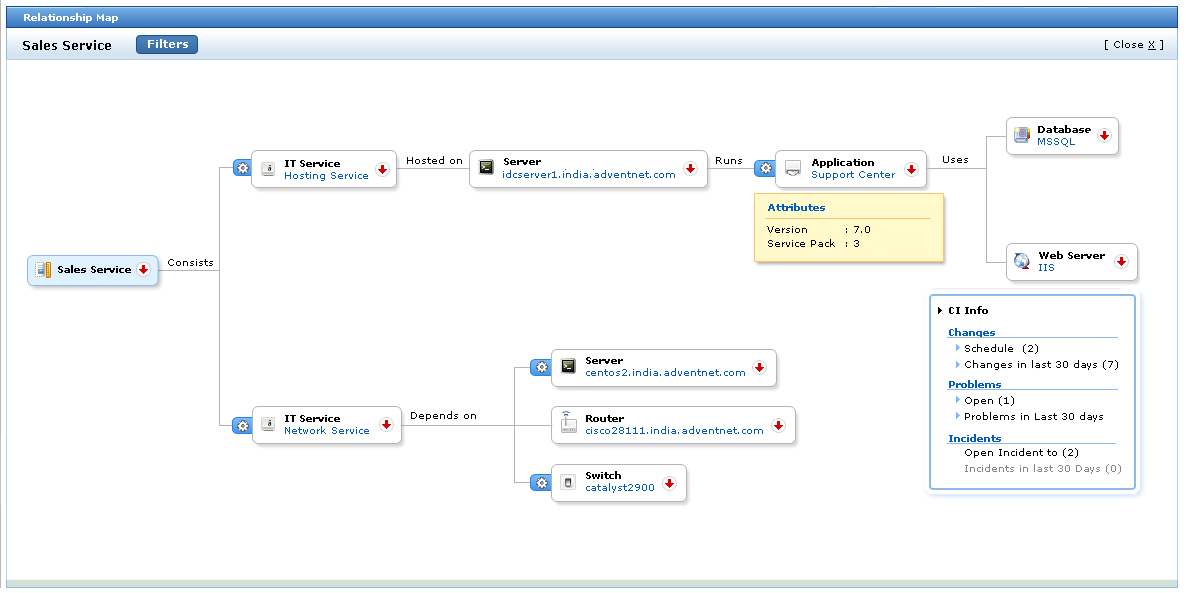 Relationship Map
Sales Service
Filters
[ Close X ]
IT Service
Hosting Service
Hosted on
Server
idcserver1.india.adventnet.com
Runs
Application
Support Center
Uses
Database
MSSQL
Attributes
Version : 7.0
Service Pack : 3
Web Server
IIS
Sales Service
Consists
CI Info
Changes
Schedule (2)
Changes in last 30 days (7)
Problems
Open (1)
Problems in Last 30 days
Incidents
Open Incident to (2)
Incidents in last 30 Days (0)
IT Service
Network Service
Depends on
Server
centos2.india.adventnet.com
Router
cisco28111.india.adventnet.com
Switch
catalyst2900